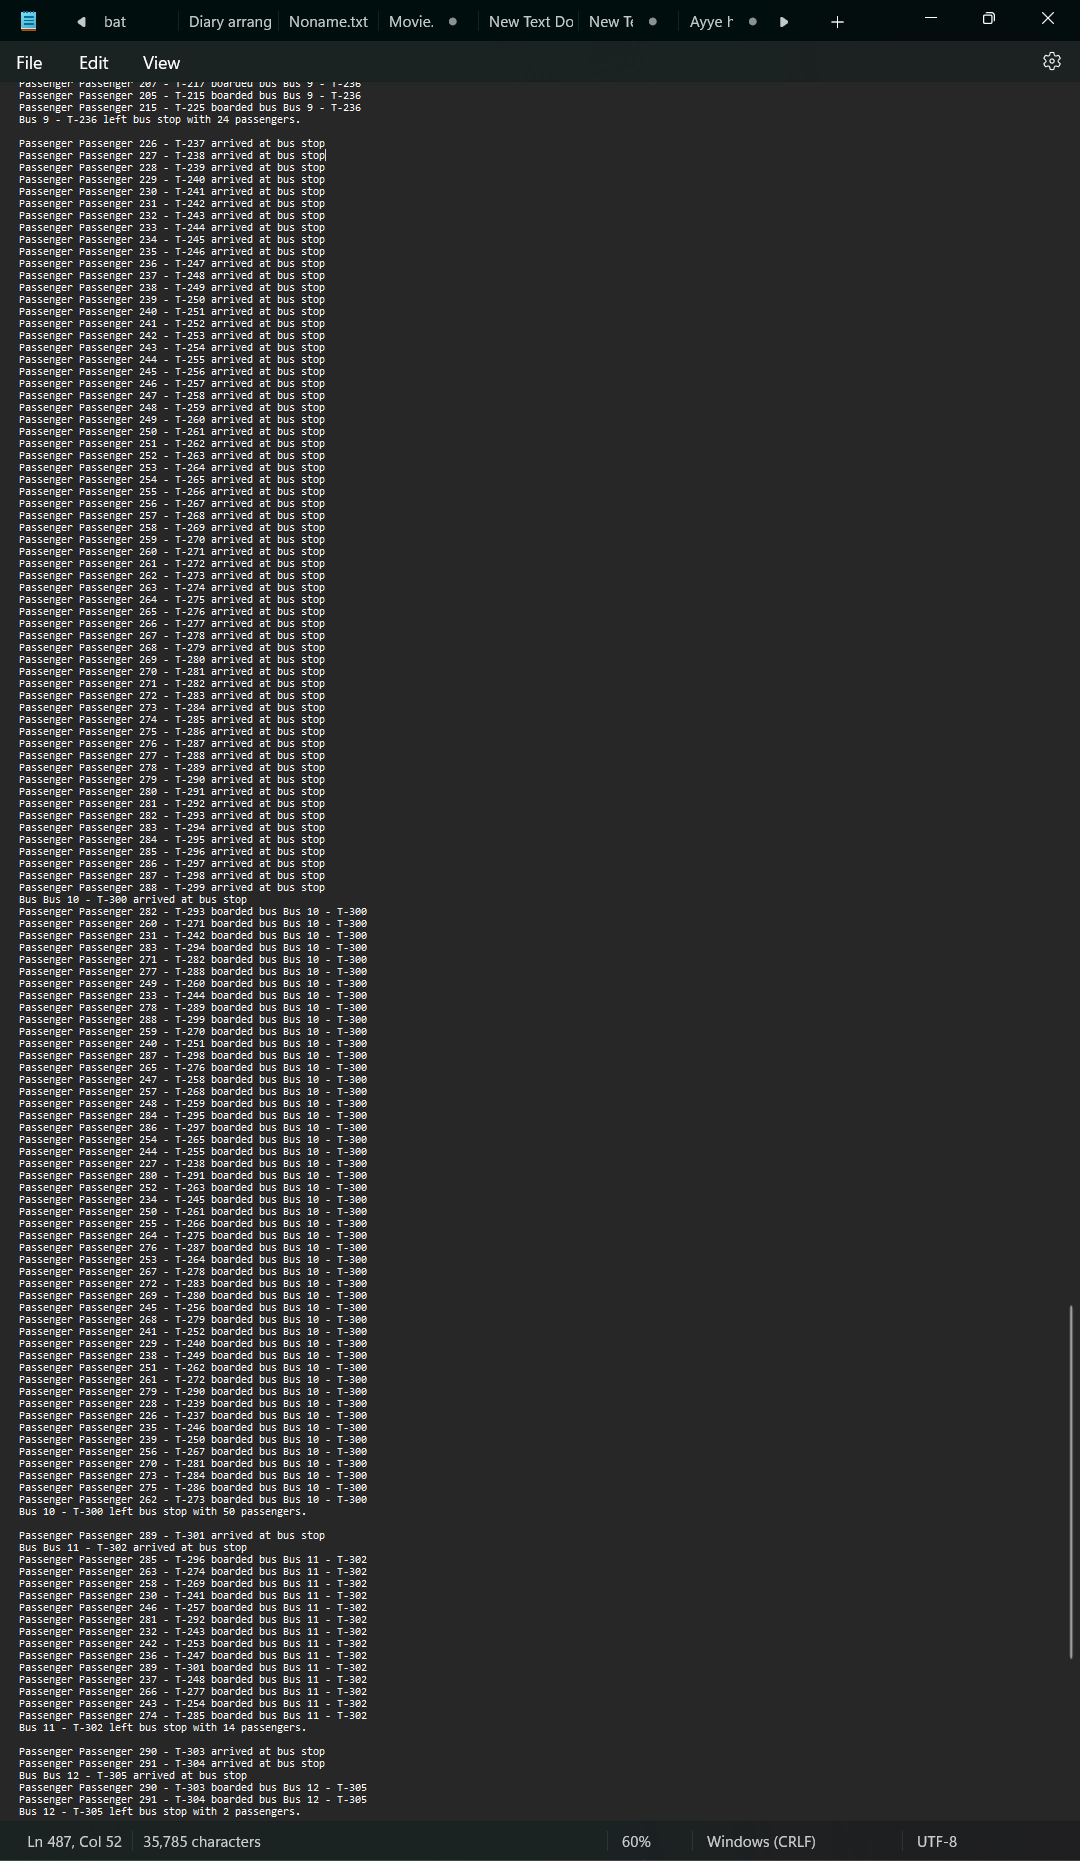 bat
Diary arrang
Noname.txt
Movie.
New Text Do
New Te
Ayye h
File
Edit
View
Passenger Passenger 207 - T-217 boarded bus Bus 9 - T-236
Passenger Passenger 205 - T-215 boarded bus Bus 9 - T-236
Passenger Passenger 215 - T-225 boarded bus Bus 9 - T-236
Bus 9 - T-236 left bus stop with 24 passengers.
Passenger Passenger 226 - T-237 arrived at bus stop
Passenger Passenger 227 - T-238 arrived at bus stop
Passenger Passenger 228 - T-239 arrived at bus stop
Passenger Passenger 229 - T-240 arrived at bus stop
Passenger Passenger 230 - T-241 arrived at bus stop
Passenger Passenger 231 - T-242 arrived at bus stop
Passenger Passenger 232 - T-243 arrived at bus stop
Passenger Passenger 233 - T-244 arrived at bus stop
Passenger Passenger 234 - T-245 arrived at bus stop
Passenger Passenger 235 - T-246 arrived at bus stop
Passenger Passenger 236 - T-247 arrived at bus stop
Passenger Passenger 237 - T-248 arrived at bus stop
Passenger Passenger 238 - T-249 arrived at bus stop
Passenger Passenger 239 - T-250 arrived at bus stop
Passenger Passenger 240 - T-251 arrived at bus stop
Passenger Passenger 241 - T-252 arrived at bus stop
Passenger Passenger 242 - T-253 arrived at bus stop
Passenger Passenger 243 - T-254 arrived at bus stop
Passenger Passenger 244 - T-255 arrived at bus stop
Passenger Passenger 245 - T-256 arrived at bus stop
Passenger Passenger 246 - T-257 arrived at bus stop
Passenger Passenger 247 - T-258 arrived at bus stop
Passenger Passenger 248 - T-259 arrived at bus stop
Passenger Passenger 249 - T-260 arrived at bus stop
Passenger Passenger 250 - T-261 arrived at bus stop
Passenger Passenger 251 - T-262 arrived at bus stop
Passenger Passenger 252 - T-263 arrived at bus stop
Passenger Passenger 253 - T-264 arrived at bus stop
Passenger Passenger 254 - T-265 arrived at bus stop
Passenger Passenger 255 - T-266 arrived at bus stop
Passenger Passenger 256 - T-267 arrived at bus stop
Passenger Passenger 257 - T-268 arrived at bus stop
Passenger Passenger 258 - T-269 arrived at bus stop
Passenger Passenger 259 - T-270 arrived at bus stop
Passenger Passenger 260 - T-271 arrived at bus stop
Passenger Passenger 261 - T-272 arrived at bus stop
Passenger Passenger 262 - T-273 arrived at bus stop
Passenger Passenger 263 - T-274 arrived at bus stop
Passenger Passenger 264 - T-275 arrived at bus stop
Passenger Passenger 265 - T-276 arrived at bus stop
Passenger Passenger 266 - T-277 arrived at bus stop
Passenger Passenger 267 - T-278 arrived at bus stop
Passenger Passenger 268 - T-279 arrived at bus stop
Passenger Passenger 269 - T-280 arrived at bus stop
Passenger Passenger 270 - T-281 arrived at bus stop
Passenger Passenger 271 - T-282 arrived at bus stop
Passenger Passenger 272 - T-283 arrived at bus stop
Passenger Passenger 273 - T-284 arrived at bus stop
Passenger Passenger 274 - T-285 arrived at bus stop
Passenger Passenger 275 - T-286 arrived at bus stop
Passenger Passenger 276 - T-287 arrived at bus stop
Passenger Passenger 277 - T-288 arrived at bus stop
Passenger Passenger 278 - T-289 arrived at bus stop
Passenger Passenger 279 - T-290 arrived at bus stop
Passenger Passenger 280 - T-291 arrived at bus stop
Passenger Passenger 281 - T-292 arrived at bus stop
Passenger Passenger 282 - T-293 arrived at bus stop
Passenger Passenger 283 - T-294 arrived at bus stop
Passenger Passenger 284 - T-295 arrived at bus stop
Passenger Passenger 285 - T-296 arrived at bus stop
Passenger Passenger 286 - T-297 arrived at bus stop
Passenger Passenger 287 - T-298 arrived at bus stop
Passenger Passenger 288 - T-299 arrived at bus stop
Bus Bus 10 - T-300 arrived at bus stop
Passenger Passenger 282 - T-293 boarded bus Bus 10 - T-300
Passenger Passenger 260 - T-271 boarded bus Bus 10 - T-300
Passenger Passenger 231 - T-242 boarded bus Bus 10 - T-300
Passenger Passenger 283 - T-294 boarded bus Bus 10 - T-300
Passenger Passenger 271 - T-282 boarded bus Bus 10 - T-300
Passenger Passenger 277 - T-288 boarded bus Bus 10 - T-300
Passenger Passenger 249 - T-260 boarded bus Bus 10 - T-300
Passenger Passenger 233 - T-244 boarded bus Bus 10 - T-300
Passenger Passenger 278 - T-289 boarded bus Bus 10 - T-300
Passenger Passenger 288 - T-299 boarded bus Bus 10 - T-300
Passenger Passenger 259 - T-270 boarded bus Bus 10 - T-300
Passenger Passenger 240 - T-251 boarded bus Bus 10 - T-300
Passenger Passenger 287 - T-298 boarded bus Bus 10 - T-300
Passenger Passenger 265 - T-276 boarded bus Bus 10 - T-300
Passenger Passenger 247 - T-258 boarded bus Bus 10 - T-300
Passenger Passenger 257 - T-268 boarded bus Bus 10 - T-300
Passenger Passenger 248 - T-259 boarded bus Bus 10 - T-300
Passenger Passenger 284 - T-295 boarded bus Bus 10 - T-300
Passenger Passenger 286 - T-297 boarded bus Bus 10 - T-300
Passenger Passenger 254 - T-265 boarded bus Bus 10 - T-300
Passenger Passenger 244 - T-255 boarded bus Bus 10 - T-300
Passenger Passenger 227 - T-238 boarded bus Bus 10 - T-300
Passenger Passenger 280 - T-291 boarded bus Bus 10 - T-300
Passenger Passenger 252 - T-263 boarded bus Bus 10 - T-300
Passenger Passenger 234 - T-245 boarded bus Bus 10 - T-300
Passenger Passenger 250 - T-261 boarded bus Bus 10 - T-300
Passenger Passenger 255 - T-266 boarded bus Bus 10 - T-300
Passenger Passenger 264 - T-275 boarded bus Bus 10 - T-300
Passenger Passenger 276 - T-287 boarded bus Bus 10 - T-300
Passenger Passenger 253 - T-264 boarded bus Bus 10 - T-300
Passenger Passenger 267 - T-278 boarded bus Bus 10 - T-300
Passenger Passenger 272 - T-283 boarded bus Bus 10 - T-300
Passenger Passenger 269 - T-280 boarded bus Bus 10 - T-300
Passenger Passenger 245 - T-256 boarded bus Bus 10 - T-300
Passenger Passenger 268 - T-279 boarded bus Bus 10 - T-300
Passenger Passenger 241 - T-252 boarded bus Bus 10 - T-300
Passenger Passenger 229 - T-240 boarded bus Bus 10 - T-300
Passenger Passenger 238 - T-249 boarded bus Bus 10 - T-300
Passenger Passenger 251 - T-262 boarded bus Bus 10 - T-300
Passenger Passenger 261 - T-272 boarded bus Bus 10 - T-300
Passenger Passenger 279 - T-290 boarded bus Bus 10 - T-300
Passenger Passenger 228 - T-239 boarded bus Bus 10 - T-300
Passenger Passenger 226 - T-237 boarded bus Bus 10 - T-300
Passenger Passenger 235 - T-246 boarded bus Bus 10 - T-300
Passenger Passenger 239 - T-250 boarded bus Bus 10 - T-300
Passenger Passenger 256 - T-267 boarded bus Bus 10 - T-300
Passenger Passenger 270 - T-281 boarded bus Bus 10 - T-300
Passenger Passenger 273 - T-284 boarded bus Bus 10 - T-300
Passenger Passenger 275 - T-286 boarded bus Bus 10 - T-300
Passenger Passenger 262 - T-273 boarded bus Bus 10 - T-300
Bus 10 - T-300 left bus stop with 50 passengers.
Passenger Passenger 289 - T-301 arrived at bus stop
Bus Bus 11 - T-302 arrived at bus stop
Passenger Passenger 285 - T-296 boarded bus Bus 11 - T-302
Passenger Passenger 263 - T-274 boarded bus Bus 11 - T-302
Passenger Passenger 258 - T-269 boarded bus Bus 11 - T-302
Passenger Passenger 230 - T-241 boarded bus Bus 11 - T-302
Passenger Passenger 246 - T-257 boarded bus Bus 11 - T-302
Passenger Passenger 281 - T-292 boarded bus Bus 11 - T-302
Passenger Passenger 232 - T-243 boarded bus Bus 11 - T-302
Passenger Passenger 242 - T-253 boarded bus Bus 11 - T-302
Passenger Passenger 236 - T-247 boarded bus Bus 11 - T-302
Passenger Passenger 289 - T-301 boarded bus Bus 11 - T-302
Passenger Passenger 237 - T-248 boarded bus Bus 11 - T-302
Passenger Passenger 266 - T-277 boarded bus Bus 11 - T-302
Passenger Passenger 243 - T-254 boarded bus Bus 11 - T-302
Passenger Passenger 274 - T-285 boarded bus Bus 11 - T-302
Bus 11 - T-302 left bus stop with 14 passengers.
Passenger Passenger 290 - T-303 arrived at bus stop
Passenger Passenger 291 - T-304 arrived at bus stop
Bus Bus 12 - T-305 arrived at bus stop
Passenger Passenger 290 - T-303 boarded bus Bus 12 - T-305
Passenger Passenger 291 - T-304 boarded bus Bus 12 - T-305
Bus 12 - T-305 left bus stop with 2 passengers.
Ln 487, Col 52
35,785 characters
60%
Windows (CRLF)
UTF-8